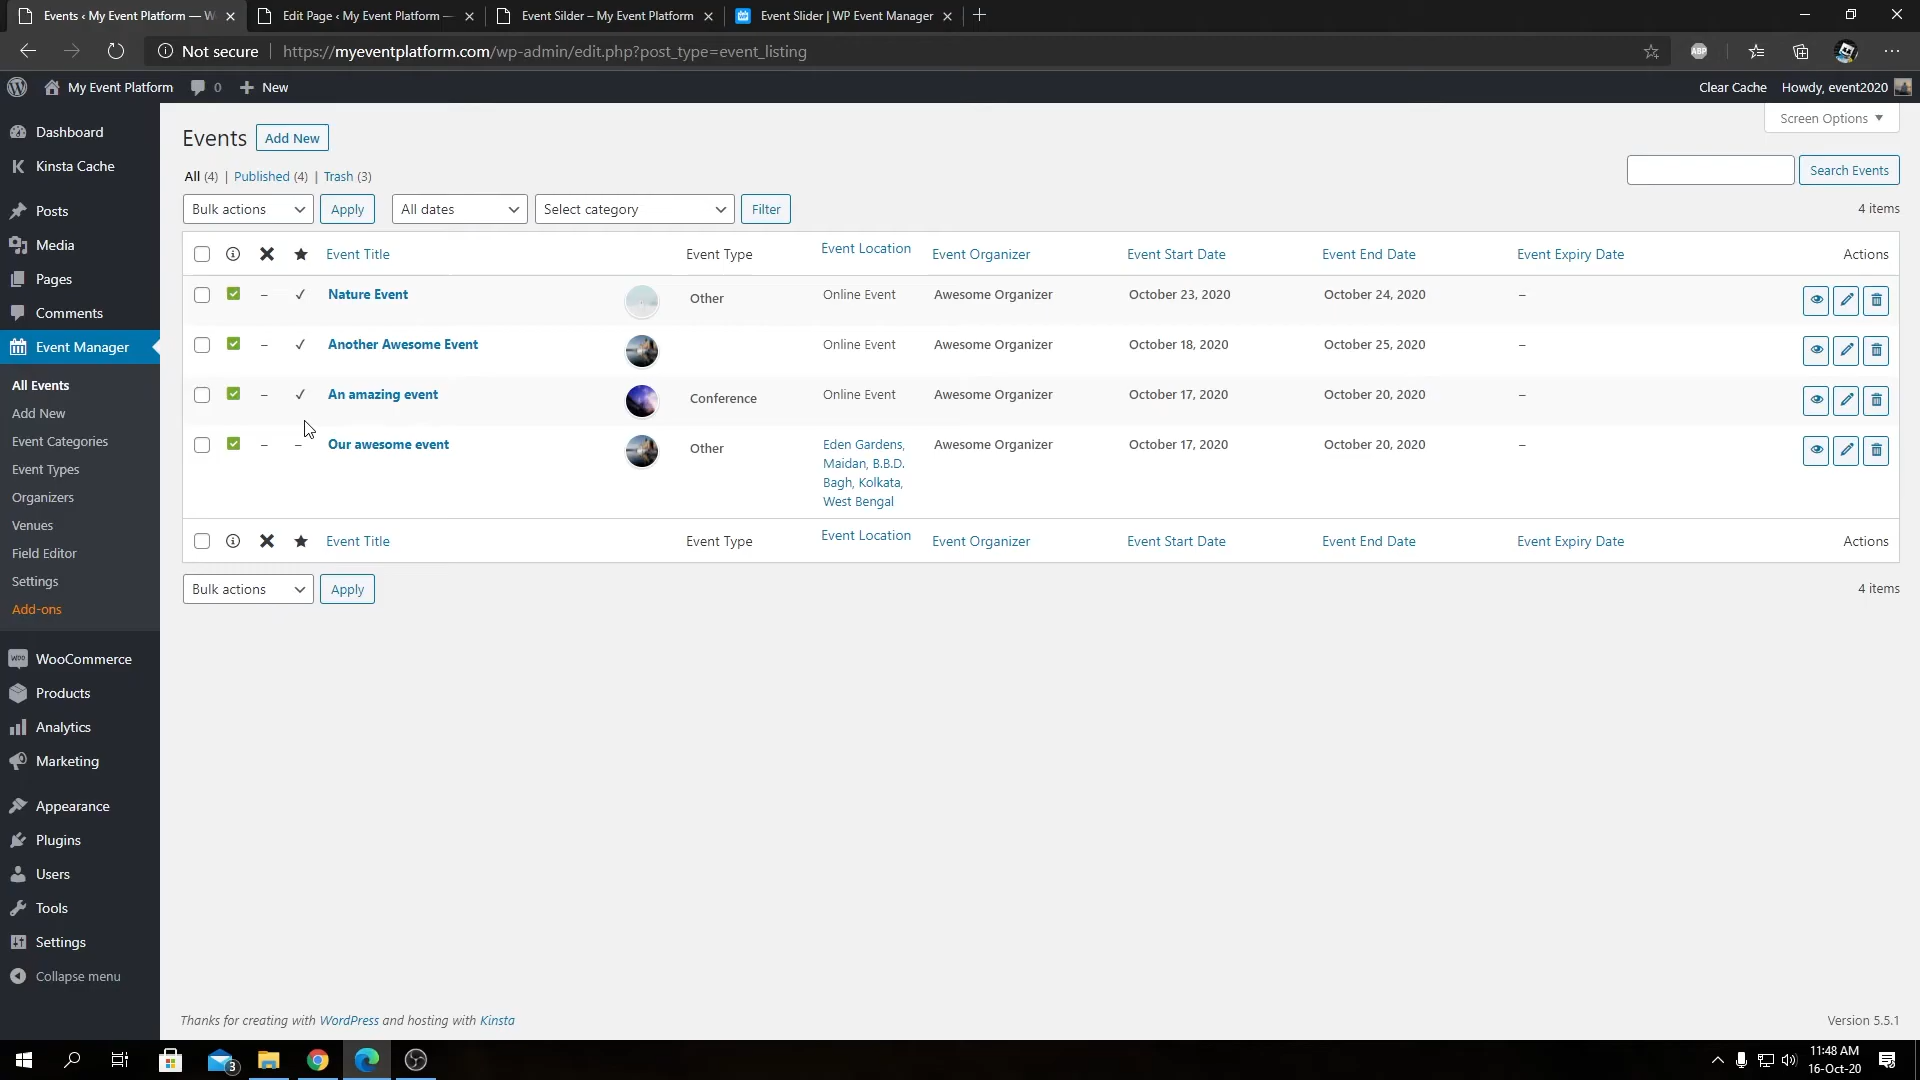 Events ‹ My Event Platform — W
Edit Page ‹ My Event Platform —
Event Silder – My Event Platform
Event Slider | WP Event Manager
Not secure
https://myeventplatform.com/wp-admin/edit.php?post_type=event_listing
ABP
My Event Platform
0
New
Clear Cache
Howdy, event2020
Dashboard
Kinsta Cache
Posts
Media
Pages
Comments
Event Manager
All Events
Add New
Event Categories
Event Types
Organizers
Venues
Field Editor
Settings
Add-ons
WooCommerce
Products
Analytics
Marketing
Appearance
Plugins
Users
Tools
Settings
Collapse menu
Screen Options
Events Add New
All (4) | Published (4) | Trash (3)
Search Events
Bulk actions Apply All dates Select category Filter
4 items
Event Title Event Type Event Location Event Organizer Event Start Date Event End Date Event Expiry Date Actions
Nature Event Other Online Event Awesome Organizer October 23, 2020 October 24, 2020 –
Another Awesome Event Online Event Awesome Organizer October 18, 2020 October 25, 2020 –
An amazing event Conference Online Event Awesome Organizer October 17, 2020 October 20, 2020 –
Our awesome event Other Eden Gardens, Awesome Organizer October 17, 2020 October 20, 2020 –
Maidan, B.B.D.
Bagh, Kolkata,
West Bengal
Event Title Event Type Event Location Event Organizer Event Start Date Event End Date Event Expiry Date Actions
Bulk actions Apply
4 items
Thanks for creating with WordPress and hosting with Kinsta
Version 5.5.1
3
11:48 AM
16-Oct-20